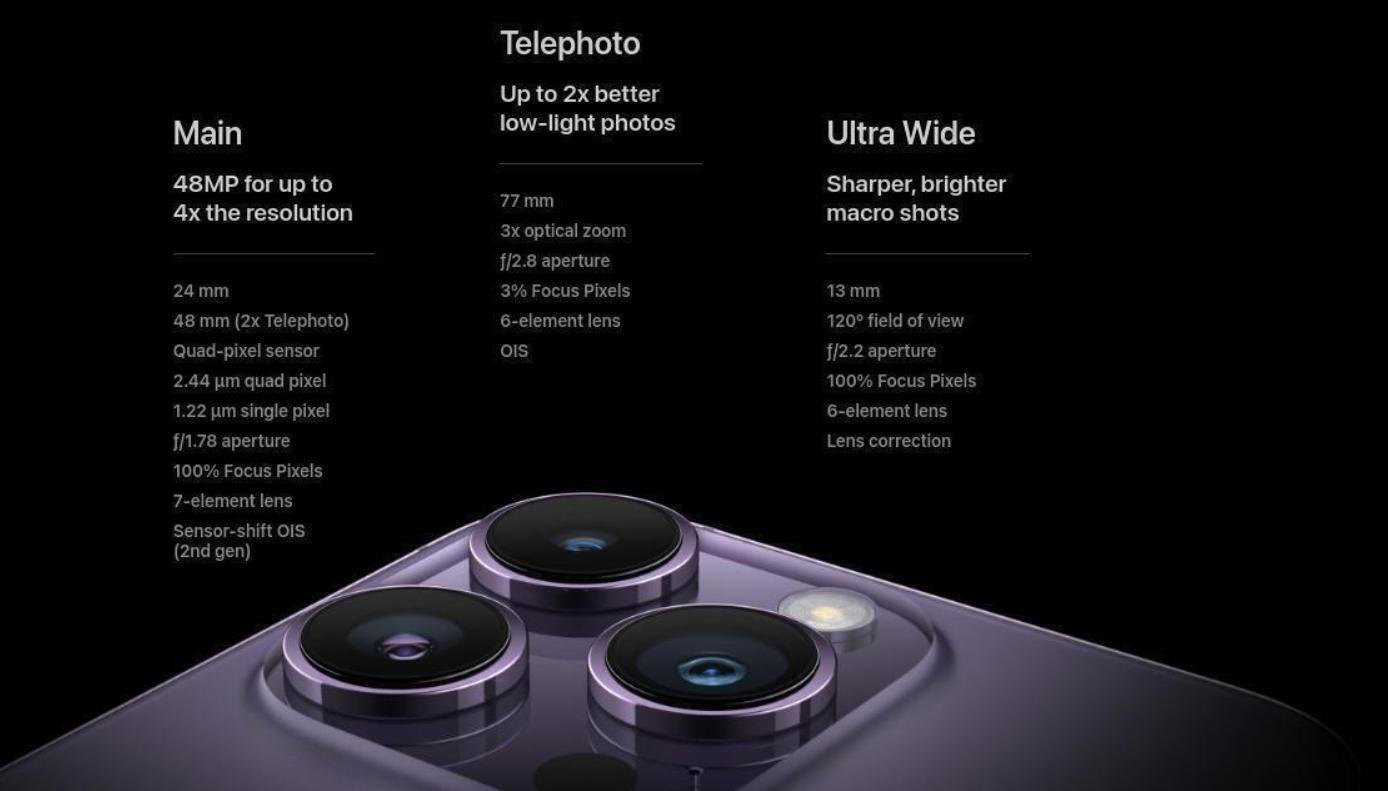 Main
48MP for up to
4x the resolution
24 mm
48 mm (2x Telephoto)
Quad-pixel sensor
2.44 µm quad pixel
1.22 µm single pixel
ƒ/1.78 aperture
100% Focus Pixels
7-element lens
Sensor-shift OIS
(2nd gen)
Telephoto
Up to 2x better
low-light photos
77 mm
3x optical zoom
ƒ/2.8 aperture
3% Focus Pixels
6-element lens
OIS
Ultra Wide
Sharper, brighter
macro shots
13 mm
120° field of view
ƒ/2.2 aperture
100% Focus Pixels
6-element lens
Lens correction